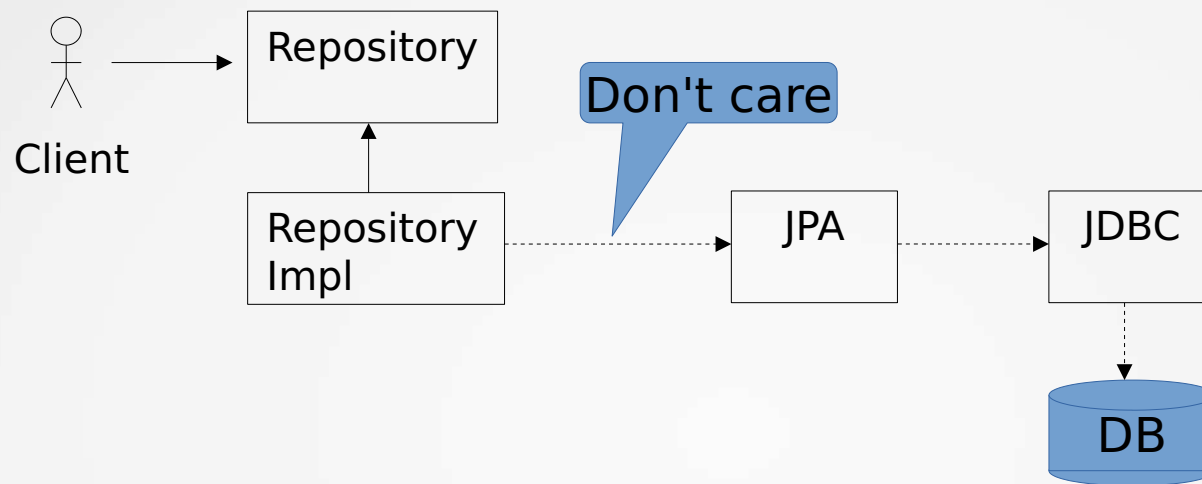 Repository
Client
Don't care
Repository
Impl
JPA
JDBC
DB